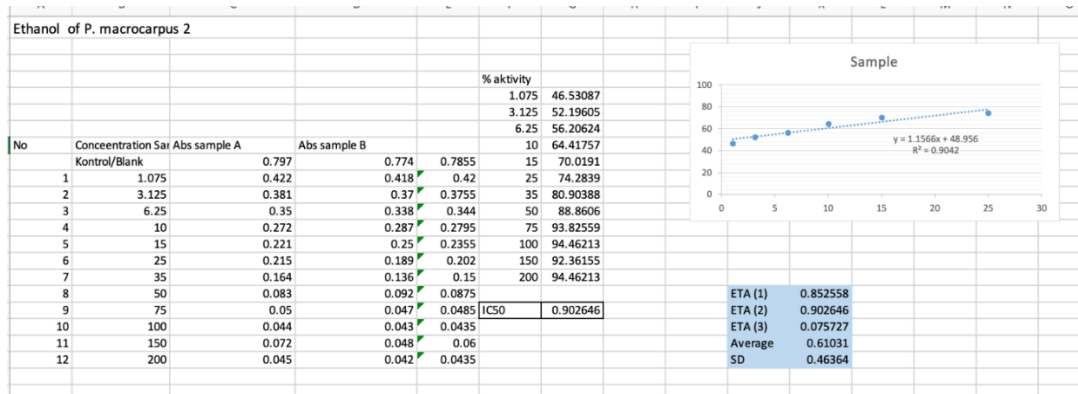 Ethanol of P. macrocarpus 2
Sample
% aktivity
1.075 46.53087
3.125 52.19605
6.25 56.20624
No Conceentration Sar Abs sample A Abs sample B 10 64.41757
Kontrol/Blank 0.797 0.774 0.7855 15 70.0191
1 1.075 0.422 0.418 0.42 25 74.2839
2 3.125 0.381 0.37 0.3755 35 80.90388
3 6.25 0.35 0.338 0.344 50 88.8606
4 10 0.272 0.287 0.2795 75 93.82559
5 15 0.221 0.25 0.2355 100 94.46213
6 25 0.215 0.189 0.202 150 92.36155
7 35 0.164 0.136 0.15 200 94.46213
8 50 0.083 0.092 0.0875
9 75 0.05 0.047 0.0485 IC50 0.902646
10 100 0.044 0.043 0.0435
11 150 0.072 0.048 0.06
12 200 0.045 0.042 0.0435
100
80
60
40
20
0
y = 1.1566x + 48.956
R² = 0.9042
0 5 10 15 20 25 30
ETA (1) 0.852558
ETA (2) 0.902646
ETA (3) 0.075727
Average 0.61031
SD 0.46364